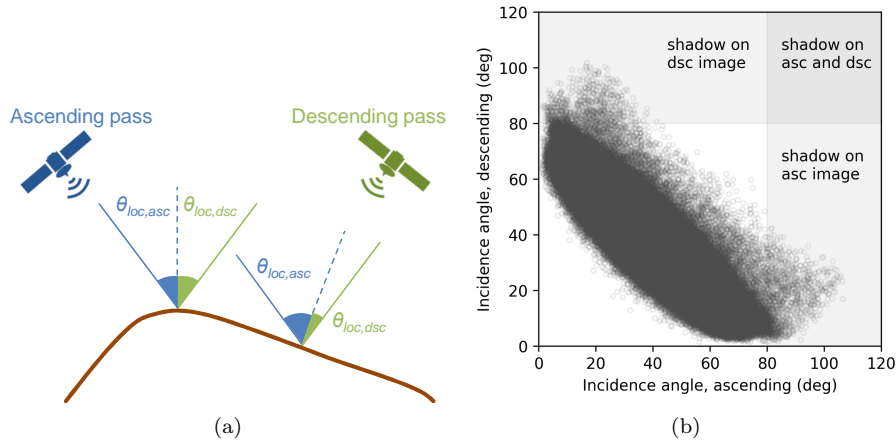 Ascending pass
Descending pass
θloc,asc
θloc,dsc
θloc,asc
θloc,dsc
(a)
Incidence angle, descending (deg)
120
100
80
60
40
20
0
shadow on
dsc image
shadow on
asc and dsc
shadow on
asc image
0 20 40 60 80 100 120
Incidence angle, ascending (deg)
(b)